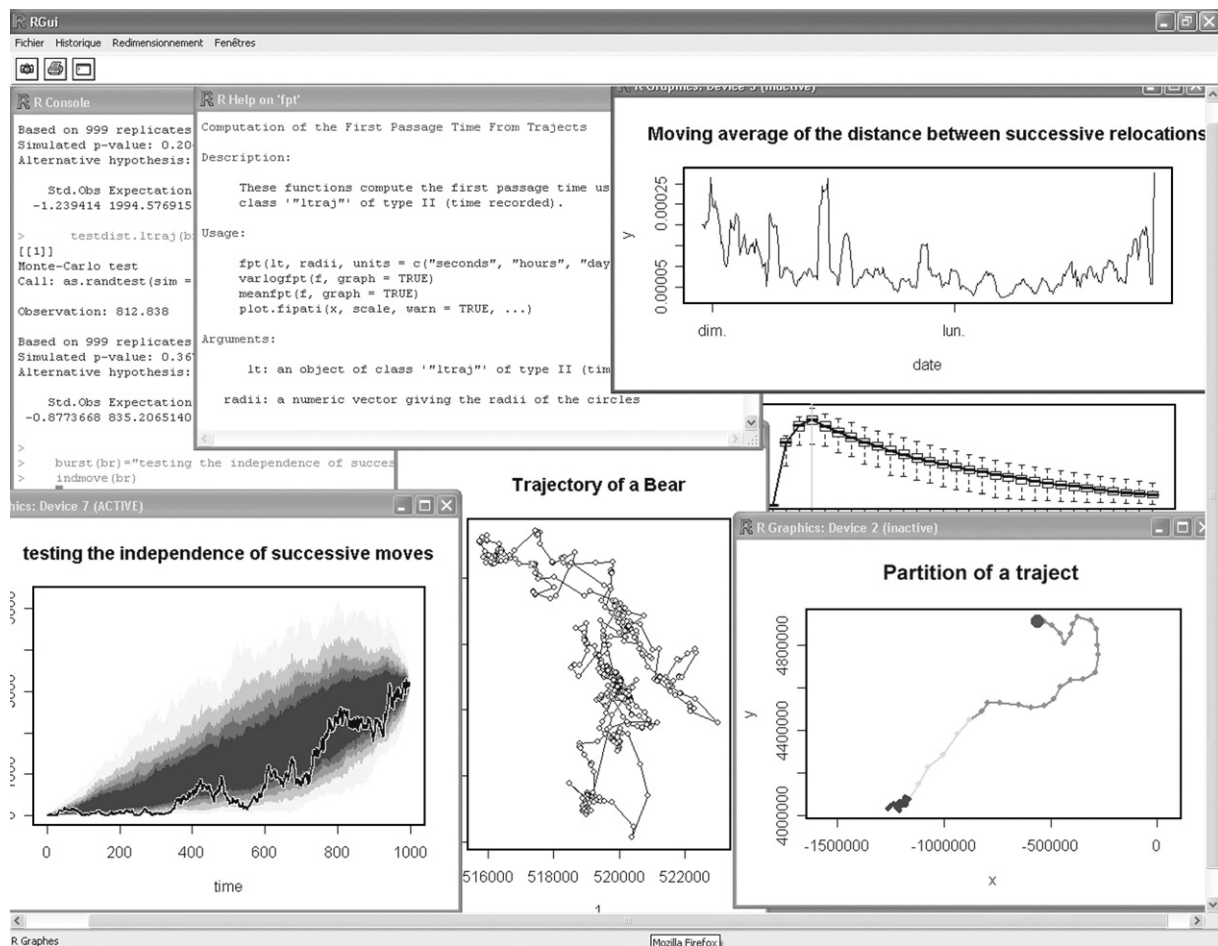 RGui
Fichier Historique Redimensionnement Fenêtres
R Console
Based on 999 replicates
Simulated p-value: 0.20
Alternative hypothesis:
Std.Obs Expectation
-1.239414 1994.576915
> testdist.ltraj(b
[[1]]
Monte-Carlo test
Call: as.randtest(sim =
Observation: 812.838
Based on 999 replicates
Simulated p-value: 0.36
Alternative hypothesis:
Std.Obs Expectation
-0.8773668 835.2065140
>
> burst(br)="testing the independence of succes
> indmove(br)
R Help on 'fpt'
Computation of the First Passage Time From Trajects
Description:
These functions compute the first passage time us
class '"ltraj"' of type II (time recorded).
Usage:
fpt(lt, radii, units = c("seconds", "hours", "day
varlogfpt(f, graph = TRUE)
meanfpt(f, graph = TRUE)
plot.fipati(x, scale, warn = TRUE, ...)
Arguments:
lt: an object of class '"ltraj"' of type II (tim
radii: a numeric vector giving the radii of the circles
R Graphics: Device 5 (inactive)
Moving average of the distance between successive relocations
y
0.00025
0.00005
dim.
lun.
date
hics: Device 7 (ACTIVE)
testing the independence of successive moves
0 200 400 600 800 1000
time
Trajectory of a Bear
516000 518000 520000 522000
R Graphics: Device 2 (inactive)
Partition of a traject
y
4800000
4400000
4000000
-1500000 -1000000 -500000 0
x
R Graphes
Mozilla Firefox